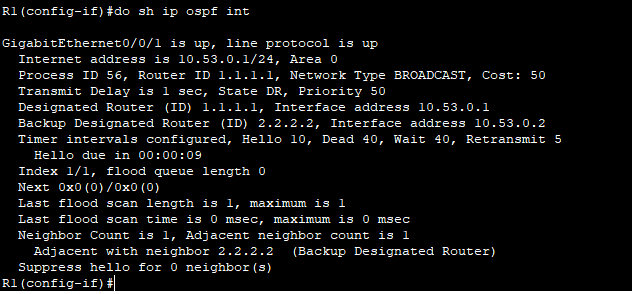 R1(config-if)#do sh ip ospf int
GigabitEthernet0/0/1 is up, line protocol is up
Internet address is 10.53.0.1/24, Area 0
Process ID 56, Router ID 1.1.1.1, Network Type BROADCAST, Cost: 50
Transmit Delay is 1 sec, State DR, Priority 50
Designated Router (ID) 1.1.1.1, Interface address 10.53.0.1
Backup Designated Router (ID) 2.2.2.2, Interface address 10.53.0.2
Timer intervals configured, Hello 10, Dead 40, Wait 40, Retransmit 5
Hello due in 00:00:09
Index 1/1, flood queue length 0
Next 0x0(0)/0x0(0)
Last flood scan length is 1, maximum is 1
Last flood scan time is 0 msec, maximum is 0 msec
Neighbor Count is 1, Adjacent neighbor count is 1
Adjacent with neighbor 2.2.2.2  (Backup Designated Router)
Suppress hello for 0 neighbor(s)
R1(config-if)#